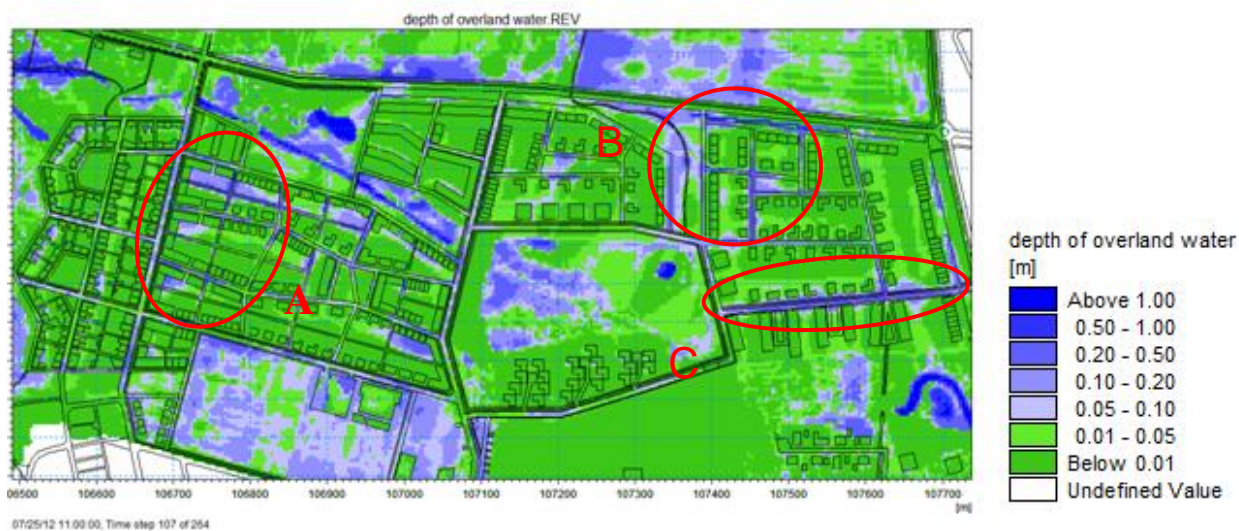 depth of overland water.REV
B
A
C
depth of overland water
[m]
Above 1.00
0.50 - 1.00
0.20 - 0.50
0.10 - 0.20
0.05 - 0.10
0.01 - 0.05
Below 0.01
Undefined Value
06500 106600 106700 106800 106900 107000 107100 107200 107300 107400 107500 107600 107700
[m]
07/25/12 11:00:00, Time step 107 of 264